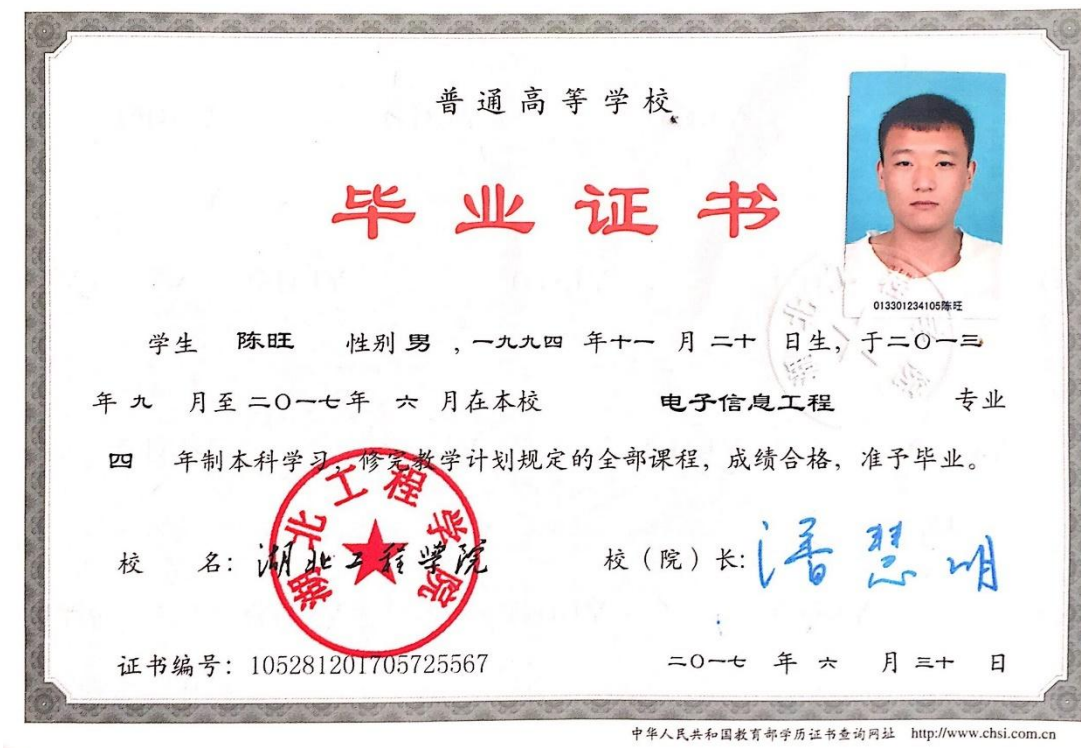 普通高等学校
毕业证书
013301234105陈旺
学生 陈旺 性别 男 ,一九九四 年十一 月 二十 日生,于二〇一三
年 九 月至 二〇一七年 六 月在本校 电子信息工程 专业
四 年制本科学习,修完教学计划规定的全部课程,成绩合格,准予毕业。
湖北工程学院
校 名: 湖北工程学院 校(院)长: 潘慧明
证书编号: 105281201705725567 二〇一七 年 六 月 三十 日
中华人民共和国教育部学历证书查询网址 http://www.chsi.com.cn